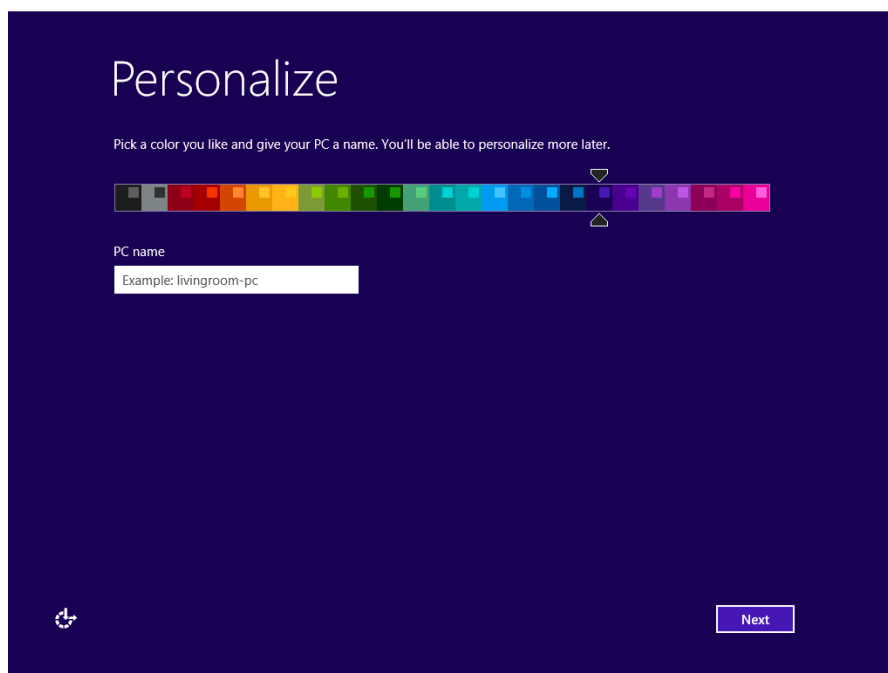 Personalize
Pick a color you like and give your PC a name. You'll be able to personalize more later.
PC name
Example: livingroom-pc
Next